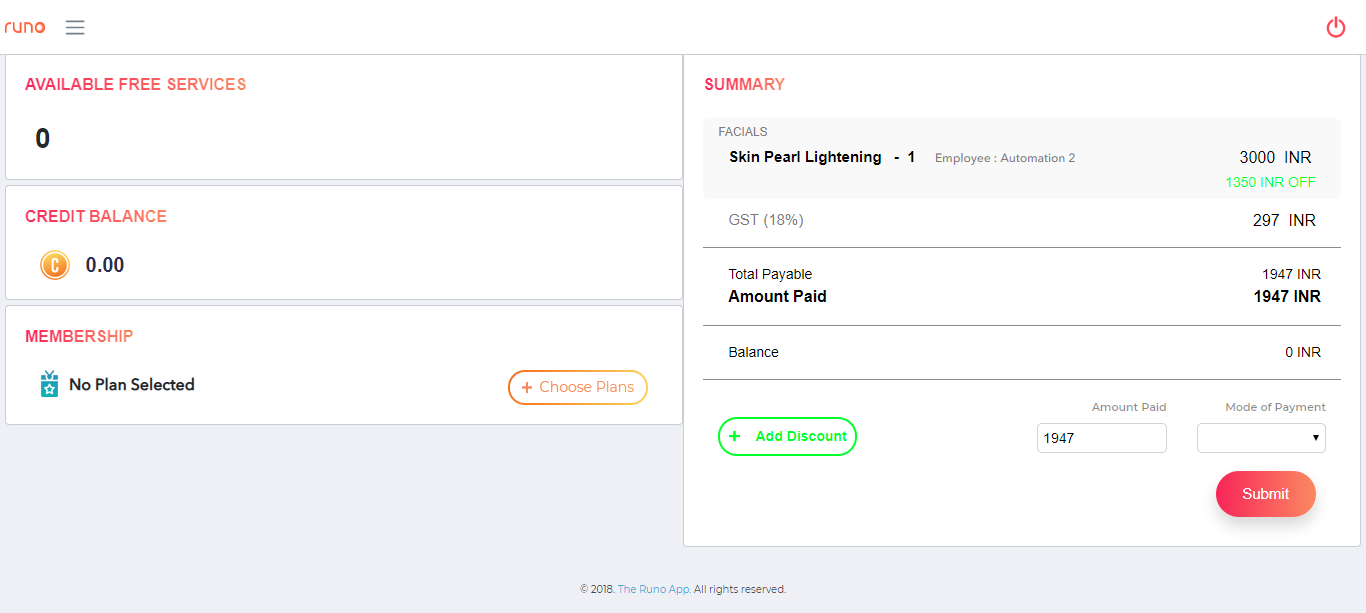 runo
AVAILABLE FREE SERVICES
0
CREDIT BALANCE
C 0.00
MEMBERSHIP
No Plan Selected
+ Choose Plans
SUMMARY
FACIALS
Skin Pearl Lightening - 1 Employee : Automation 2 3000 INR
1350 INR OFF
GST (18%) 297 INR
Total Payable 1947 INR
Amount Paid 1947 INR
Balance 0 INR
Amount Paid Mode of Payment
+ Add Discount 1947
Submit
© 2018. The Runo App. All rights reserved.